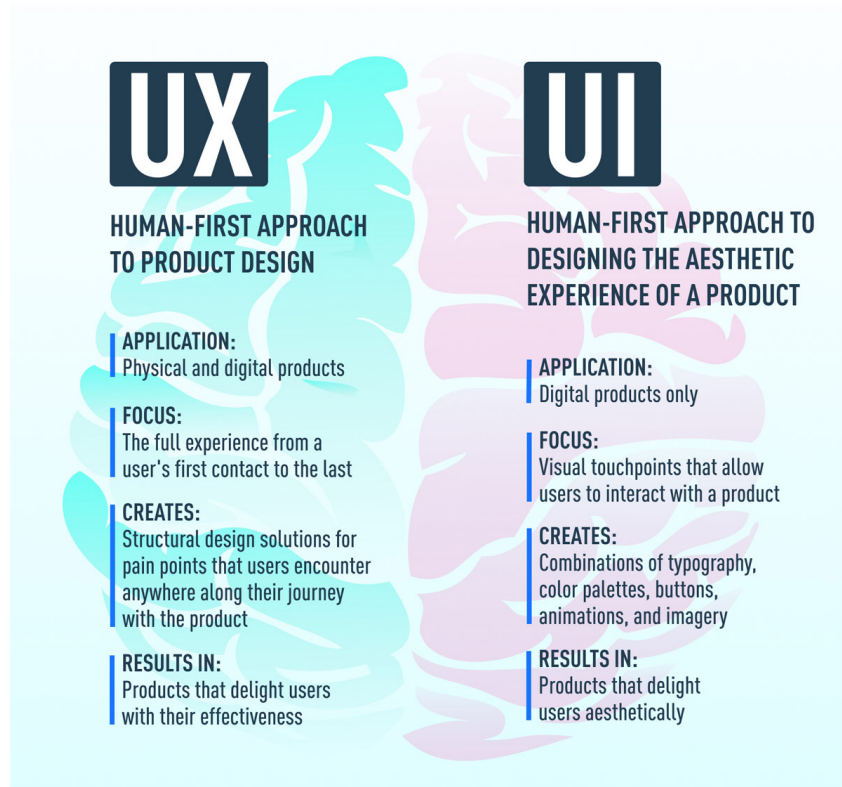 UX
HUMAN-FIRST APPROACH
TO PRODUCT DESIGN
APPLICATION:
Physical and digital products
FOCUS:
The full experience from a
user's first contact to the last
CREATES:
Structural design solutions for
pain points that users encounter
anywhere along their journey
with the product
RESULTS IN:
Products that delight users
with their effectiveness
UI
HUMAN-FIRST APPROACH TO
DESIGNING THE AESTHETIC
EXPERIENCE OF A PRODUCT
APPLICATION:
Digital products only
FOCUS:
Visual touchpoints that allow
users to interact with a product
CREATES:
Combinations of typography,
color palettes, buttons,
animations, and imagery
RESULTS IN:
Products that delight
users aesthetically